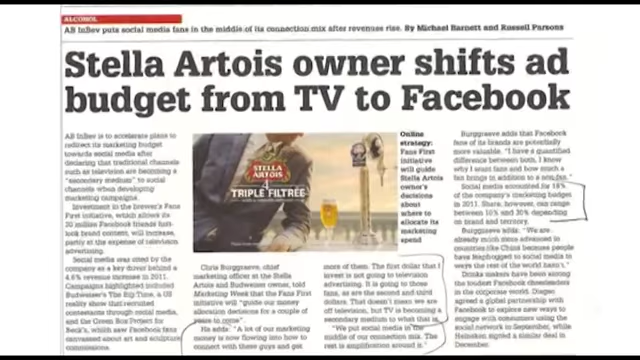 ALCOHOL
AB InBev puts social media fans in the middle of its connection mix after revenues rise. By Michael Barnett and Russell Parsons
Stella Artois owner shifts ad
budget from TV to Facebook
AB InBev is to accelerate plans to
redirect its marketing budget
towards social media after
declaring that traditional channels
such as television are becoming a
"secondary medium" to social
channels when developing
marketing campaigns.
Investment in the brewer's Fans
First initiative, which allows its
20 million Facebook friends
look brand content, will increase,
partly at the expense of television
advertising.
Social media was cited by the
company as a key driver behind a
4.6% revenue increase in 2011.
Campaigns highlighted included
Budweiser's The Big Time, a US
reality show that recruited
contestants through social media,
and the Green Box Project for
Beck's, which saw Facebook fans
canvassed about art and sculpture
commissions.
STELLA
ARTOIS
4
TRIPLE FILTRÉE
Chris Burggraeve, chief
marketing officer at the Stella
Artois and Budweiser owner, told
Marketing Week that the Fans First
initiative will "guide our money
allocation decisions for a couple of
years to come".
He adds: "A lot of our marketing
money is now flowing into how to
connect with these guys and get
Online
strategy:
Fans First
initiative
will guide
Stella Artois
owner's
decisions
about
where to
allocate its
marketing
spend
more of them. The first dollar that I
invest is not going to television
advertising. It is going to those
fans, as are the second and third
dollars. That doesn't mean we are
off television, but TV is becoming a
secondary medium to what that is.
"We put social media in the
middle of our connection mix. The
rest is amplification around it."
Burggraeve adds that Facebook
fans of its brands are potentially
more valuable. "I have a quantified
difference between both, I know
why I want fans and how much a
fan brings in addition to a non fan."
Social media accounted for 18%
of the company's marketing budget
in 2011. Share, however, can range
between 10% and 30% depending
on brand and territory.
Burggraeve adds: "We are
already much more advanced in
countries like China because people
have leapfrogged to social media in
ways the rest of the world hasn't."
Drinks makers have been among
the loudest Facebook cheerleaders
in the corporate world. Diageo
agreed a global partnership with
Facebook to explore new ways to
engage with consumers using the
social network in September, while
Heineken signed a similar deal in
December.